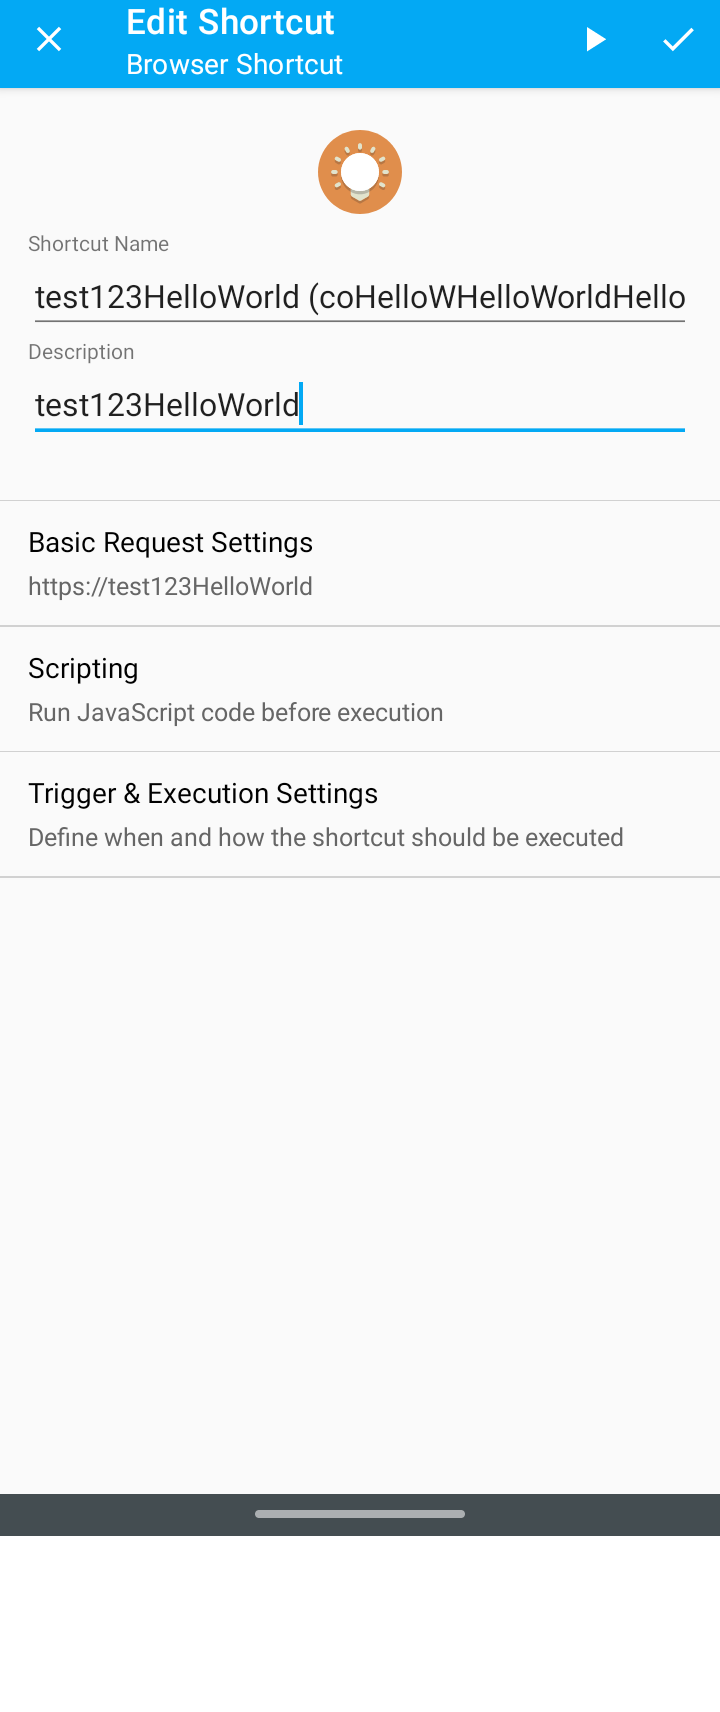 Edit Shortcut
Browser Shortcut
Shortcut Name
test123HelloWorld (coHelloWHelloWorldHello
Description
test123HelloWorld
Basic Request Settings
https://test123HelloWorld
Scripting
Run JavaScript code before execution
Trigger & Execution Settings
Define when and how the shortcut should be executed